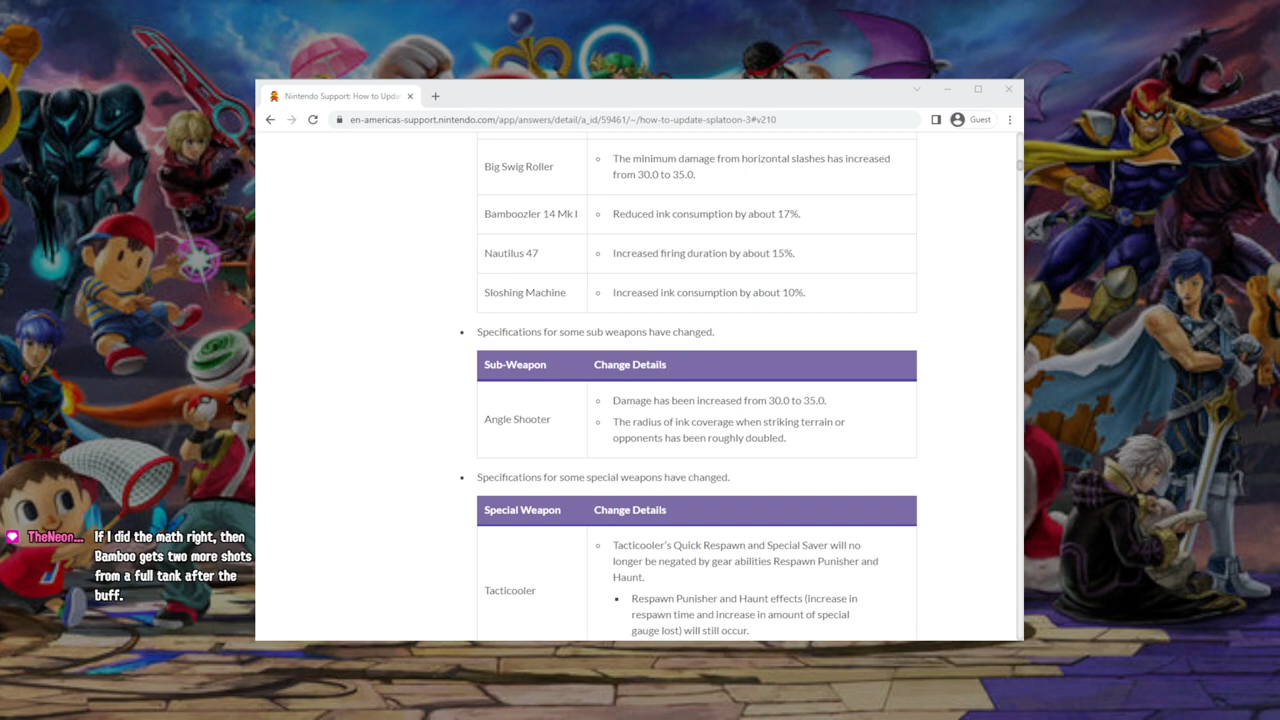 Nintendo Support: How to Upda
Guest
en-americas-support.nintendo.com/app/answers/detail/a_id/59461/~/how-to-update-splatoon-3#v210
Big Swig Roller
The minimum damage from horizontal slashes has increased
from 30.0 to 35.0.
Bamboozler 14 Mk I
Reduced ink consumption by about 17%.
Nautilus 47
Increased firing duration by about 15%.
Sloshing Machine
Increased ink consumption by about 10%.
Specifications for some sub weapons have changed.
Sub-Weapon Change Details
Angle Shooter
Damage has been increased from 30.0 to 35.0.
The radius of ink coverage when striking terrain or
opponents has been roughly doubled.
Specifications for some special weapons have changed.
Special Weapon Change Details
Tacticooler
Tacticooler's Quick Respawn and Special Saver will no
longer be negated by gear abilities Respawn Punisher and
Haunt.
Respawn Punisher and Haunt effects (increase in
respawn time and increase in amount of special
gauge lost) will still occur.
TheNeon... If I did the math right, then
Bamboo gets two more shots
from a full tank after the
buff.